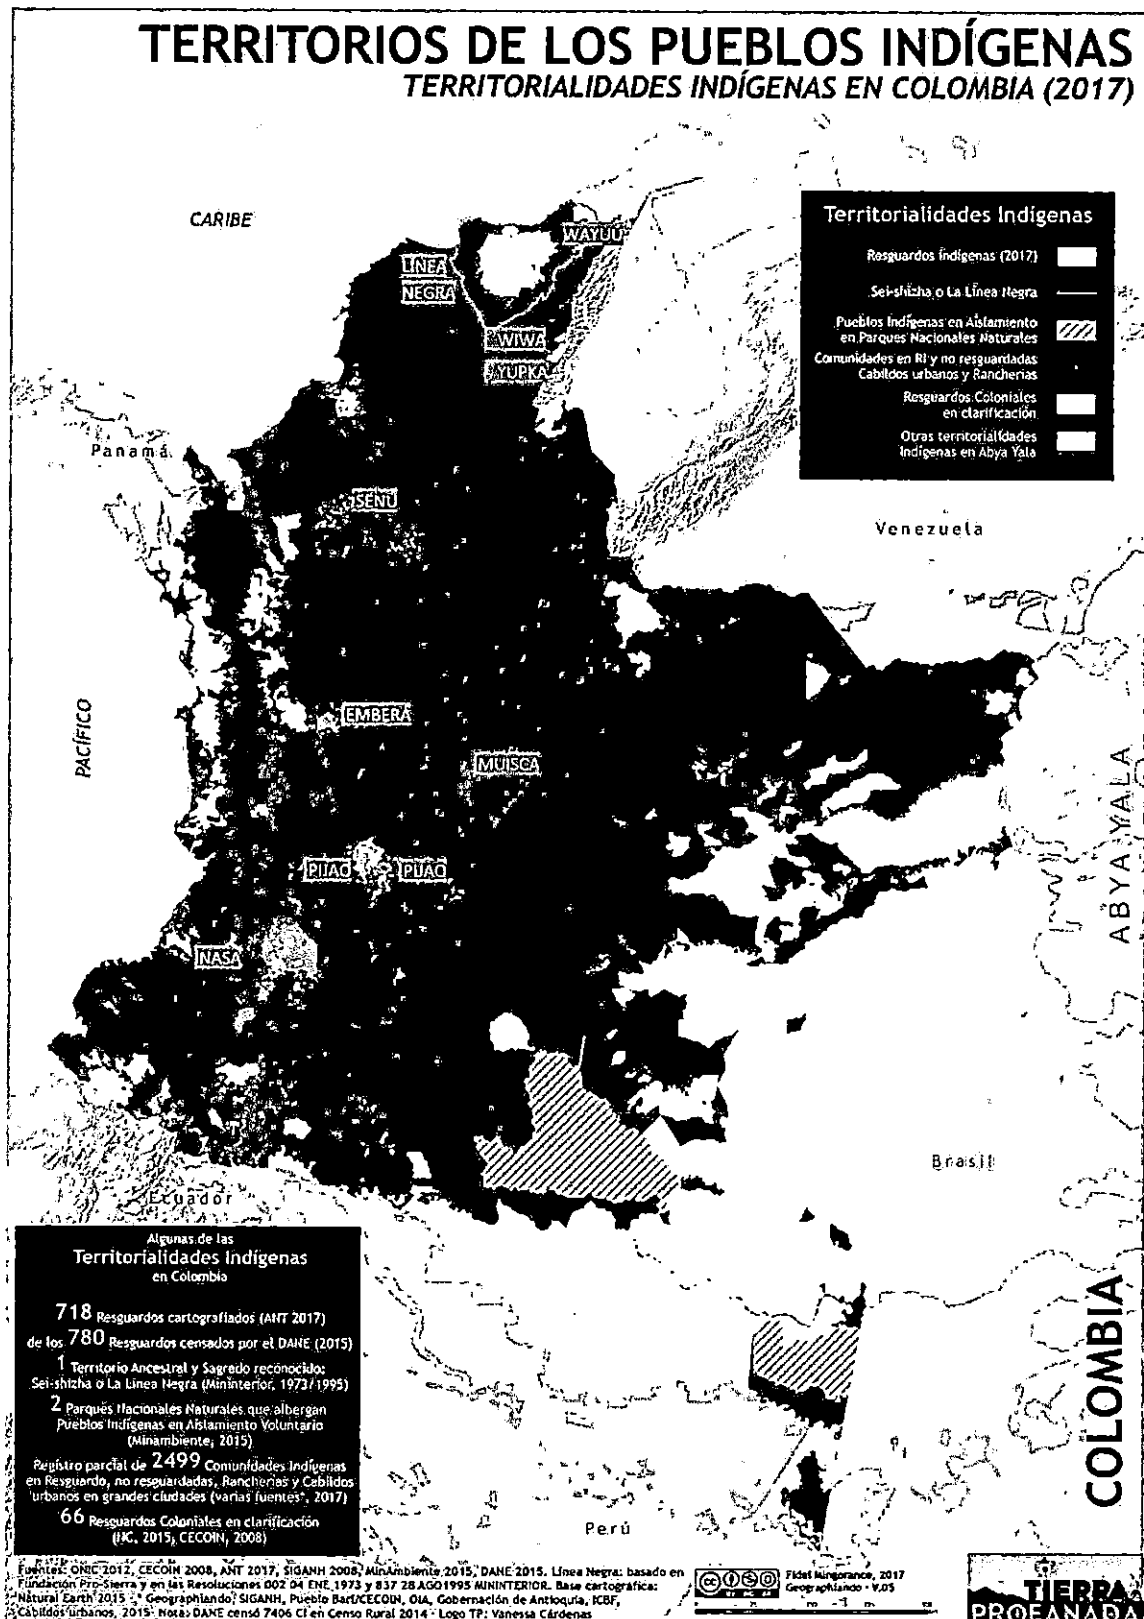 TERRITORIOS DE LOS PUEBLOS INDÍGENAS
TERRITORIALIDADES INDÍGENAS EN COLOMBIA (2017)
CARIBE
WAYUÚ
LÍNEA
NEGRA
WIWA
YUPKA
Territorialidades Indígenas
Resguardos Indígenas (2017)
Sei-shizha o La Línea Negra
Pueblos Indígenas en Aislamiento
en Parques Nacionales Naturales
Comunidades en RI y no resguardadas
Cabildos urbanos y Rancherías
Resguardos Coloniales
en clarificación
Otras territorialidades
Indígenas en Abya Yala
Panamá
SENÚ
Venezuela
PACÍFICO
EMBERÁ
MUISCA
ABYA YALA
PIJAO
PIJAO
NASA
Brasil
Ecuador
Algunas de las
Territorialidades Indígenas
en Colombia
718 Resguardos cartografiados (ANT 2017)
de los 780 Resguardos censados por el DANE (2015)
1 Territorio Ancestral y Sagrado reconocido:
Sei-shizha o La Línea Negra (Mininterior, 1973/1995)
2 Parques Nacionales Naturales que albergan
Pueblos Indígenas en Aislamiento Voluntario
(Minambiente, 2015)
Registro parcial de 2499 Comunidades Indígenas
en Resguardo, no resguardadas, Rancherías y Cabildos
urbanos en grandes ciudades (varias fuentes*, 2017)
66 Resguardos Coloniales en clarificación
(IIC, 2015, CECOIN, 2008)
COLOMBIA
Perú
Fuentes: ONIC 2012, CECOIN 2008, ANT 2017, SIGANH 2008, MinAmbiente 2015, DANE 2015. Línea Negra: basado en
Fundación Pro-Sierra y en las Resoluciones 002 04 ENE 1973 y 837 28 AGO 1995 MININTERIOR. Base cartográfica:
Natural Earth 2015 - * Geographiando, SIGANH, Pueblo Barí/CECOIN, OIA, Gobernación de Antioquia, ICBF,
Cabildos urbanos, 2015 - Nota: DANE censó 7406 CI en Censo Rural 2014 - Logo TP: Vanessa Cárdenas
Fidel Mingorance, 2017
Geographiando - V.05
TIERRA
PROFANADA